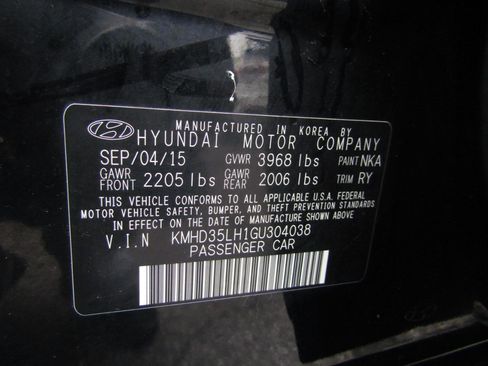 MANUFACTURED IN KOREA BY
HYUNDAI MOTOR COMPANY
SEP/04/15 GVWR 3968 lbs PAINT NKA
GAWR FRONT 2205 lbs GAWR REAR 2006 lbs TRIM RY
THIS VEHICLE CONFORMS TO ALL APPLICABLE U.S.A. FEDERAL
MOTOR VEHICLE SAFETY, BUMPER, AND THEFT PREVENTION STANDARDS
IN EFFECT ON THE DATE OF MANUFACTURE SHOWN ABOVE.
V.I.N KMHD35LH1GU304038
PASSENGER CAR